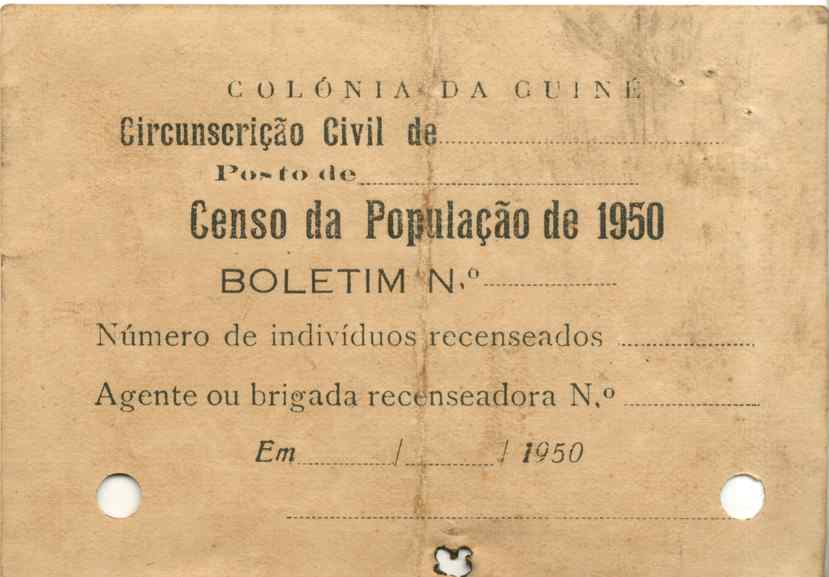 COLÓNIA DA GUINÉ
Circunscrição Civil de
Posto de
Censo da População de 1950
BOLETIM N.º
Número de indivíduos recenseados
Agente ou brigada recenseadora N.º
Em / / 1950